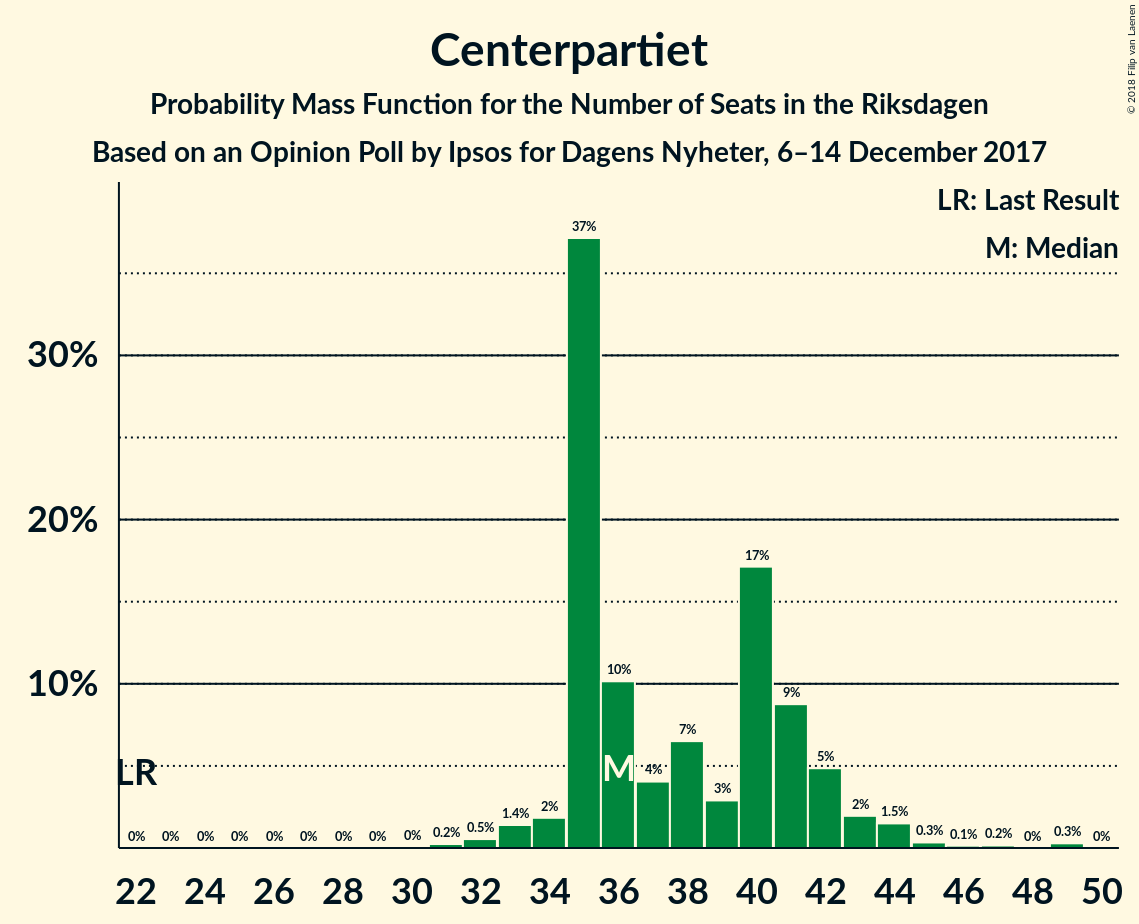 Centerpartiet
Probability Mass Function for the Number of Seats in the Riksdagen
Based on an Opinion Poll by Ipsos for Dagens Nyheter, 6–14 December 2017
© 2018 Filip van Laenen
LR: Last Result
M: Median
37%
30%
20%
17%
10%
10%
9%
7%
5%
4%
3%
2%
2%
1.4%
1.5%
0% 0% 0% 0% 0% 0% 0% 0% 0% 0.2% 0.5% 0.3% 0.1% 0.2% 0% 0.3% 0%
LR
M
22 24 26 28 30 32 34 36 38 40 42 44 46 48 50